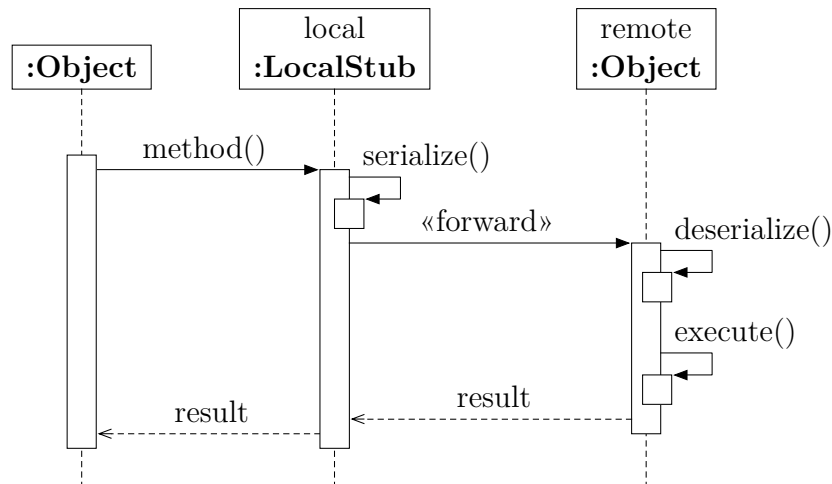 :Object
local
:LocalStub
remote
:Object
method()
serialize()
«forward»
deserialize()
execute()
result
result